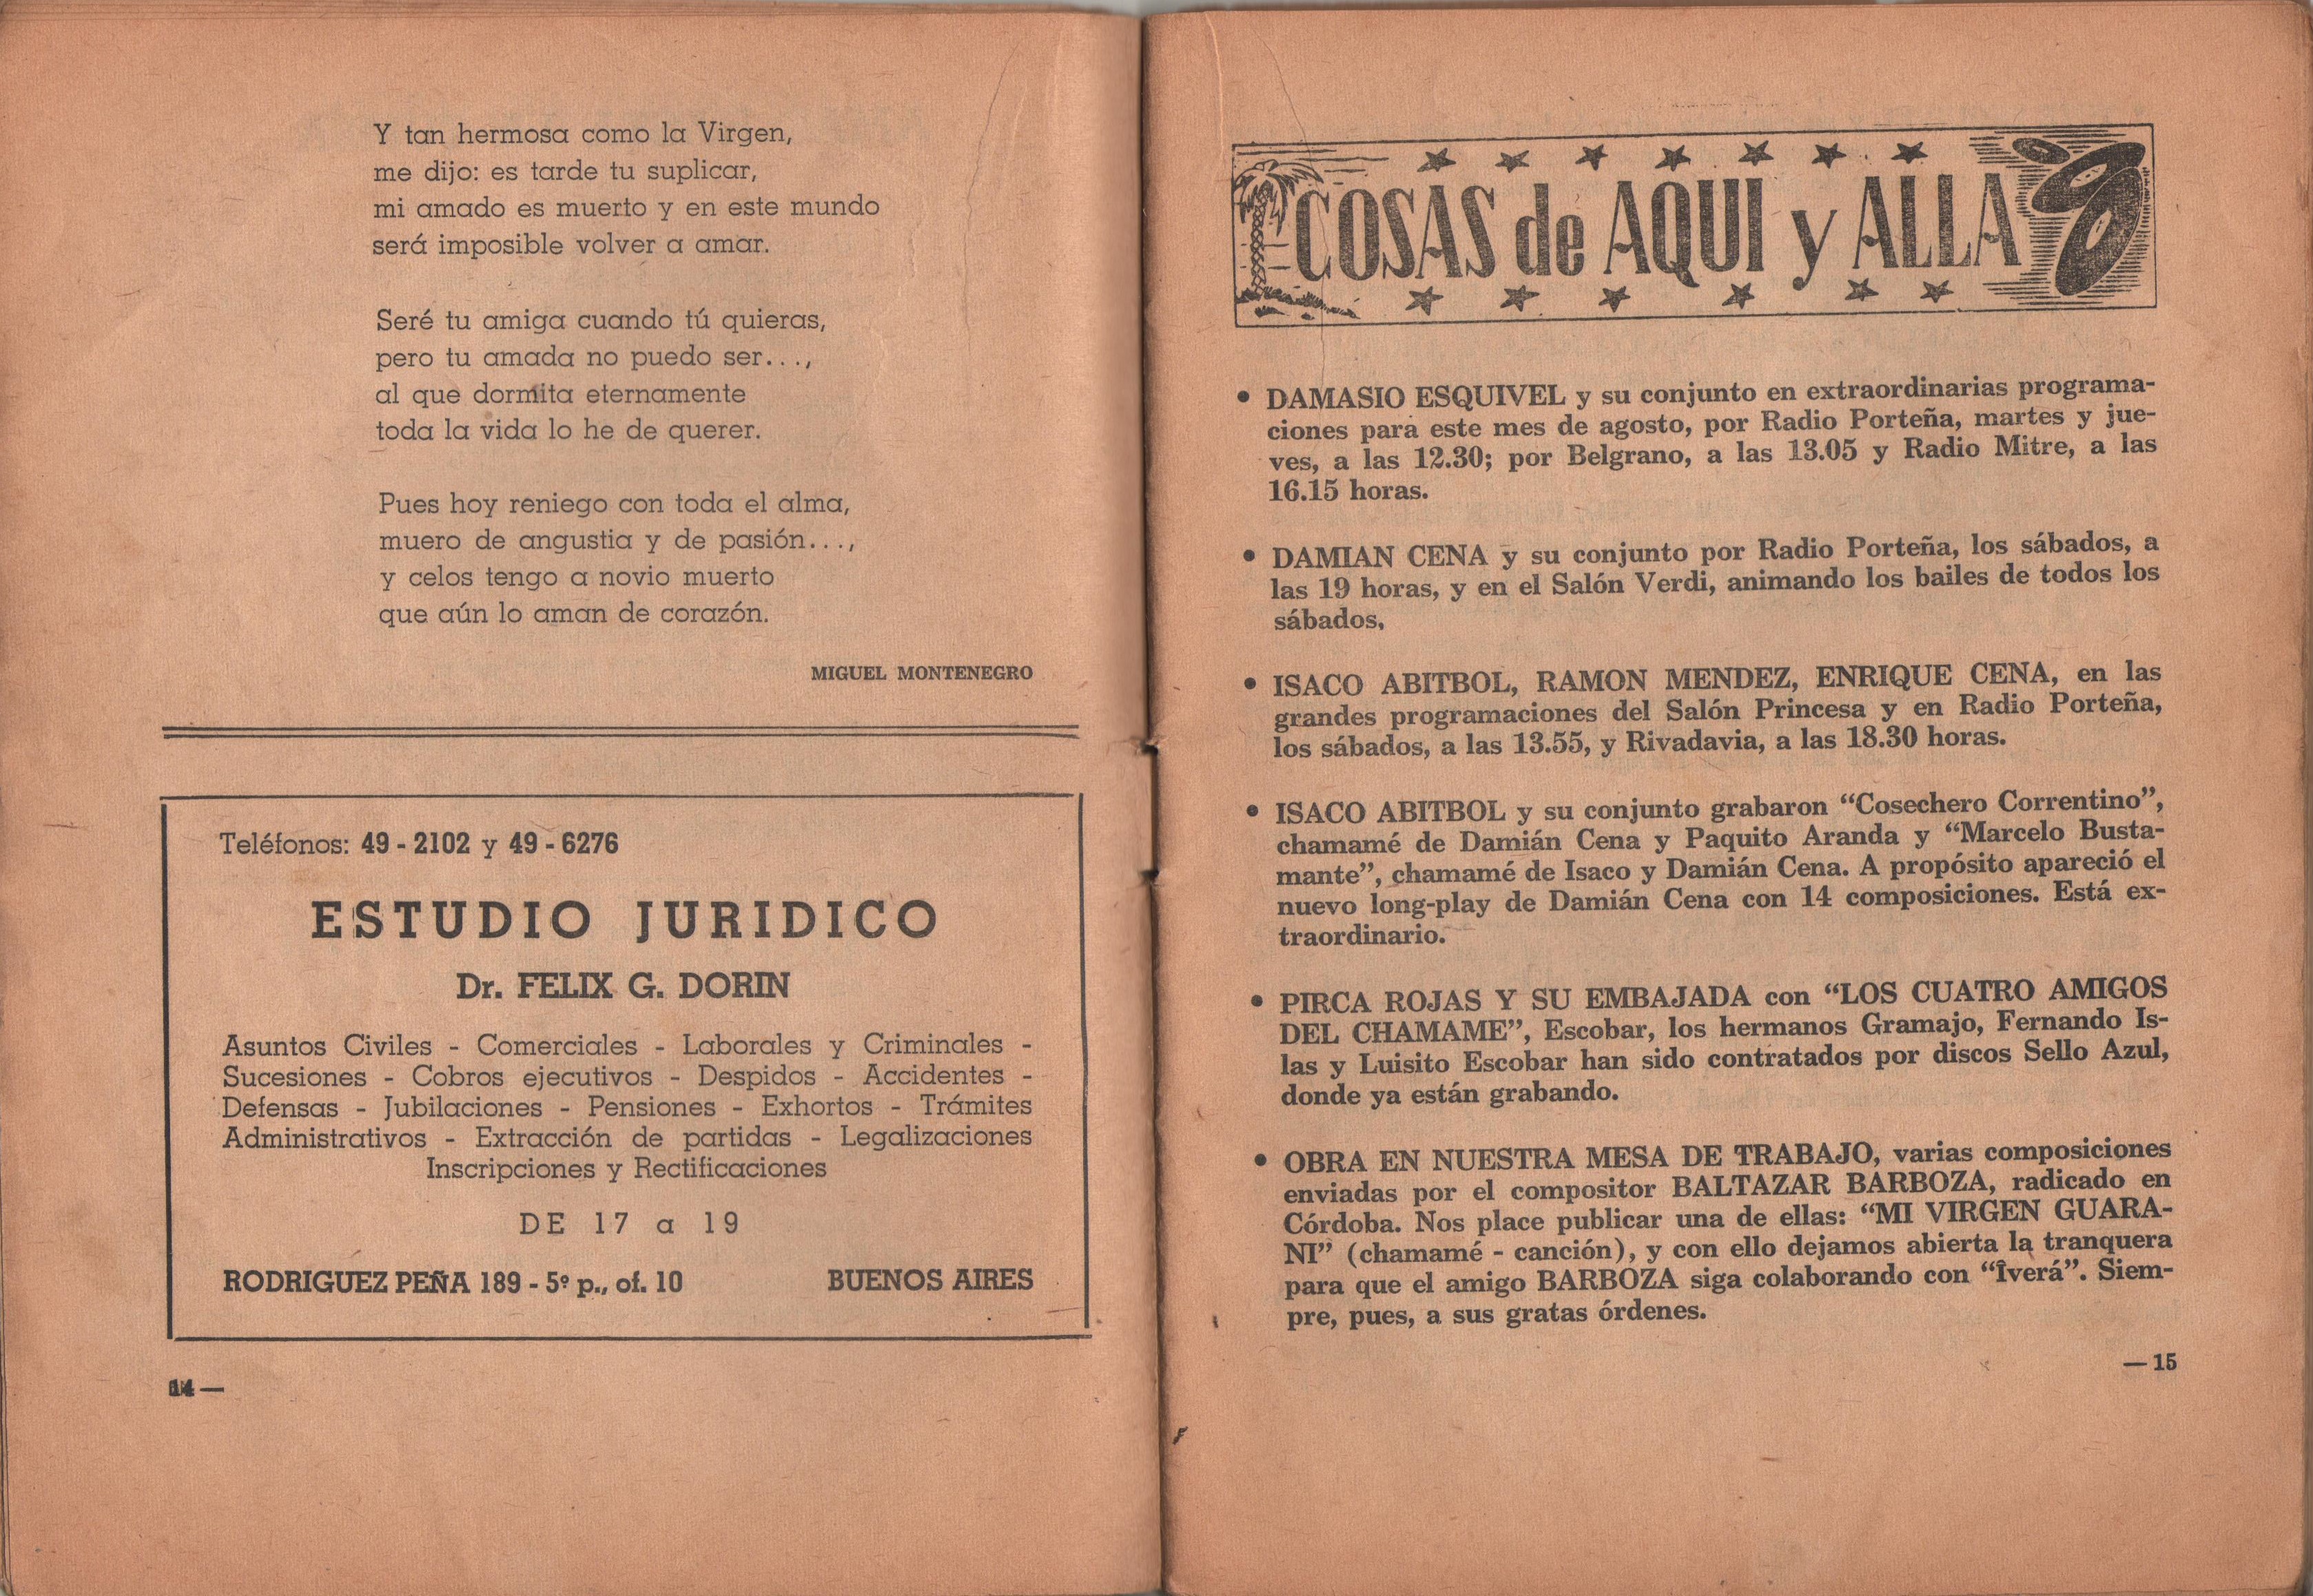 Y tan hermosa como la Virgen,
me dijo: es tarde tu suplicar,
mi amado es muerto y en este mundo
será imposible volver a amar.
Seré tu amiga cuando tú quieras,
pero tu amada no puedo ser...,
al que dormita eternamente
toda la vida lo he de querer.
Pues hoy reniego con toda el alma,
muero de angustia y de pasión...,
y celos tengo a novio muerto
que aún lo aman de corazón.
MIGUEL MONTENEGRO
Teléfonos: 49 - 2102 y 49 - 6276
ESTUDIO JURIDICO
Dr. FELIX G. DORIN
Asuntos Civiles - Comerciales - Laborales y Criminales -
Sucesiones - Cobros ejecutivos - Despidos - Accidentes -
Defensas - Jubilaciones - Pensiones - Exhortos - Trámites
Administrativos - Extracción de partidas - Legalizaciones
Inscripciones y Rectificaciones
DE 17 a 19
RODRIGUEZ PEÑA 189 - 5º p., of. 10 BUENOS AIRES
14 —
COSAS de AQUI y ALLA
• DAMASIO ESQUIVEL y su conjunto en extraordinarias programa-
ciones para este mes de agosto, por Radio Porteña, martes y jue-
ves, a las 12.30; por Belgrano, a las 13.05 y Radio Mitre, a las
16.15 horas.
• DAMIAN CENA y su conjunto por Radio Porteña, los sábados, a
las 19 horas, y en el Salón Verdi, animando los bailes de todos los
sábados.
• ISACO ABITBOL, RAMON MENDEZ, ENRIQUE CENA, en las
grandes programaciones del Salón Princesa y en Radio Porteña,
los sábados, a las 13.55, y Rivadavia, a las 18.30 horas.
• ISACO ABITBOL y su conjunto grabaron “Cosechero Correntino”,
chamamé de Damián Cena y Paquito Aranda y “Marcelo Busta-
mante”, chamamé de Isaco y Damián Cena. A propósito apareció el
nuevo long-play de Damián Cena con 14 composiciones. Está ex-
traordinario.
• PIRCA ROJAS Y SU EMBAJADA con “LOS CUATRO AMIGOS
DEL CHAMAME”, Escobar, los hermanos Gramajo, Fernando Is-
las y Luisito Escobar han sido contratados por discos Sello Azul,
donde ya están grabando.
• OBRA EN NUESTRA MESA DE TRABAJO, varias composiciones
enviadas por el compositor BALTAZAR BARBOZA, radicado en
Córdoba. Nos place publicar una de ellas: “MI VIRGEN GUARA-
NI” (chamamé - canción), y con ello dejamos abierta la tranquera
para que el amigo BARBOZA siga colaborando con “Iverá”. Siem-
pre, pues, a sus gratas órdenes.
— 15